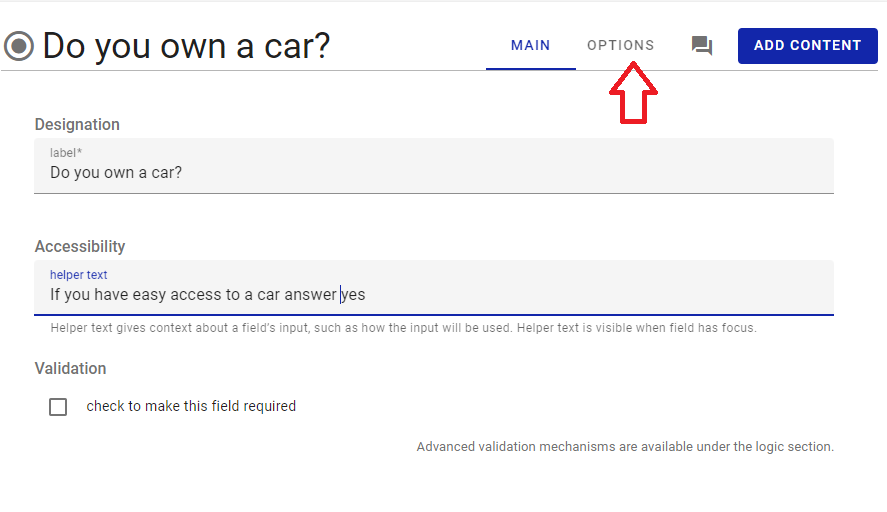 Do you own a car?
MAIN OPTIONS ADD CONTENT
Designation
label*
Do you own a car?
Accessibility
helper text
If you have easy access to a car answer yes
Helper text gives context about a field's input, such as how the input will be used. Helper text is visible when field has focus.
Validation
check to make this field required
Advanced validation mechanisms are available under the logic section.